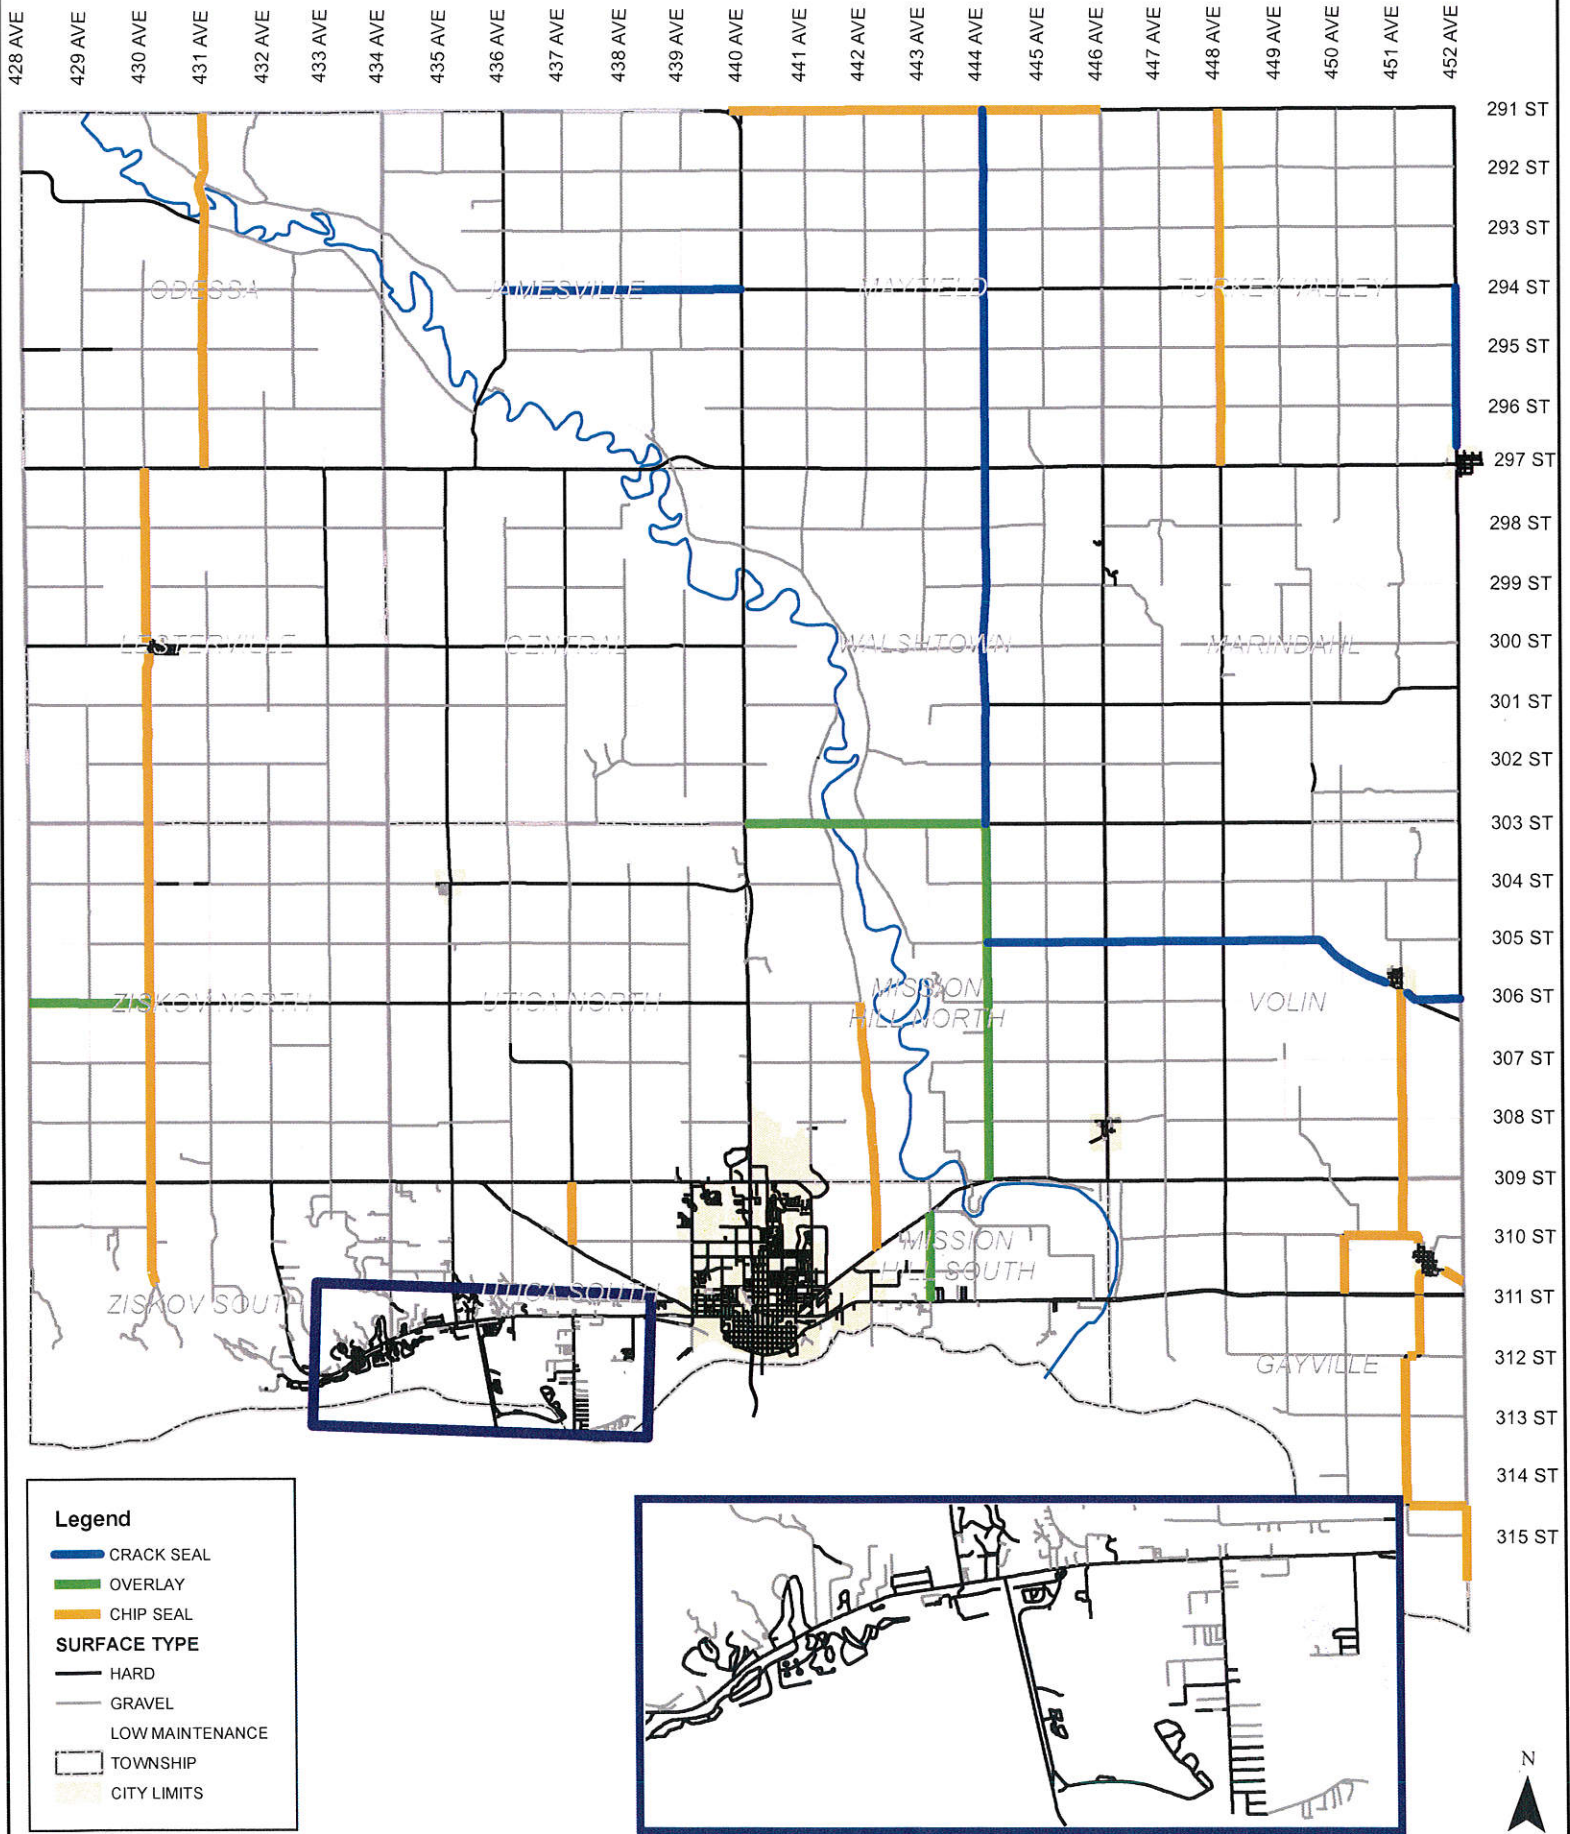 428 AVE
429 AVE
430 AVE
431 AVE
432 AVE
433 AVE
434 AVE
435 AVE
436 AVE
437 AVE
438 AVE
439 AVE
440 AVE
441 AVE
442 AVE
443 AVE
444 AVE
445 AVE
446 AVE
447 AVE
448 AVE
449 AVE
450 AVE
451 AVE
452 AVE
291 ST
292 ST
293 ST
ODESSA
JAMESVILLE
MAYFIELD
TURKEY VALLEY
294 ST
295 ST
296 ST
297 ST
298 ST
299 ST
LESTERVILLE
CENTRAL
WALSHTOWN
MARINDAHL
300 ST
301 ST
302 ST
303 ST
304 ST
305 ST
ZISKOV NORTH
UTICA NORTH
MISSION
HILL NORTH
VOLIN
306 ST
307 ST
308 ST
309 ST
310 ST
MISSION
HILL SOUTH
UTICA SOUTH
ZISKOV SOUTH
311 ST
GAYVILLE
312 ST
313 ST
314 ST
315 ST
Legend
CRACK SEAL
OVERLAY
CHIP SEAL
SURFACE TYPE
HARD
GRAVEL
LOW MAINTENANCE
TOWNSHIP
CITY LIMITS
N